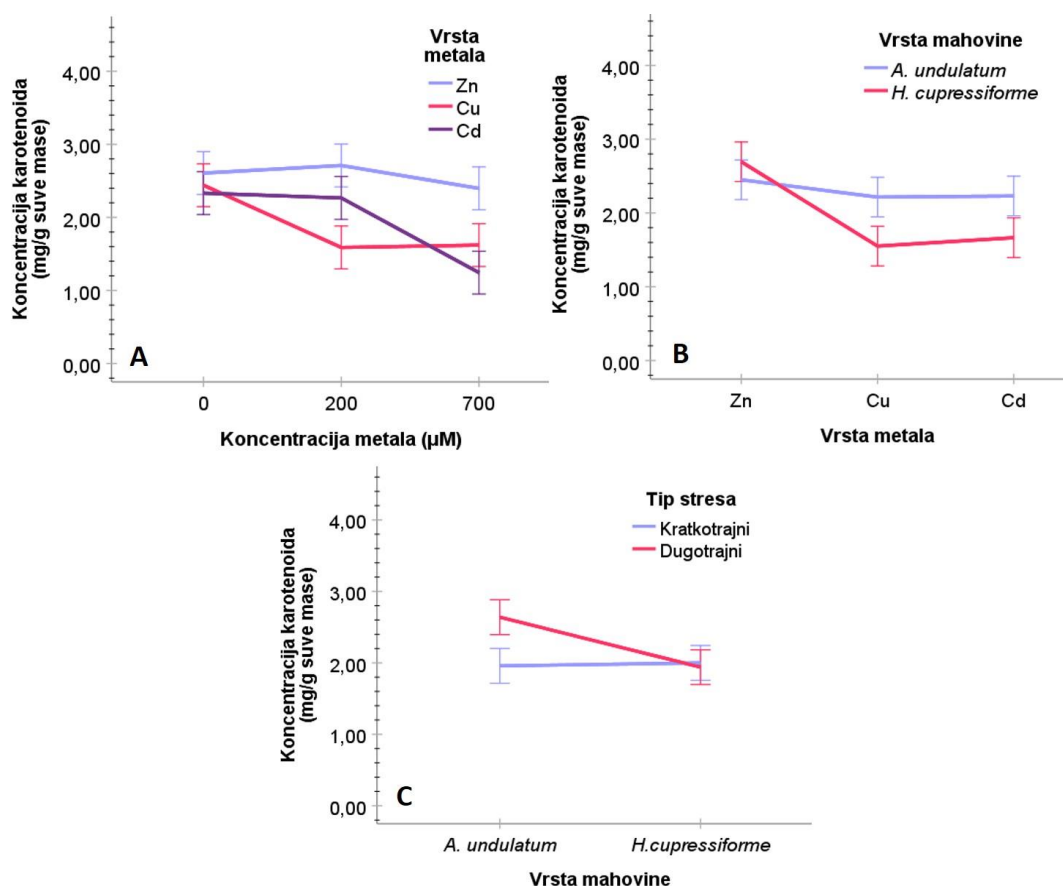 Koncentracija karotenoida
(mg/g suve mase)
4,00
3,00
2,00
1,00
0,00
Vrsta
metala
Zn
Cu
Cd
A
0
200
700
Koncentracija metala (µM)
Koncentracija karotenoida
(mg/g suve mase)
4,00
3,00
2,00
1,00
0,00
Vrsta mahovine
A. undulatum
H. cupressiforme
B
Zn
Cu
Cd
Vrsta metala
Koncentracija karotenoida
(mg/g suve mase)
4,00
3,00
2,00
1,00
0,00
Tip stresa
Kratkotrajni
Dugotrajni
C
A. undulatum
H.cupressiforme
Vrsta mahovine